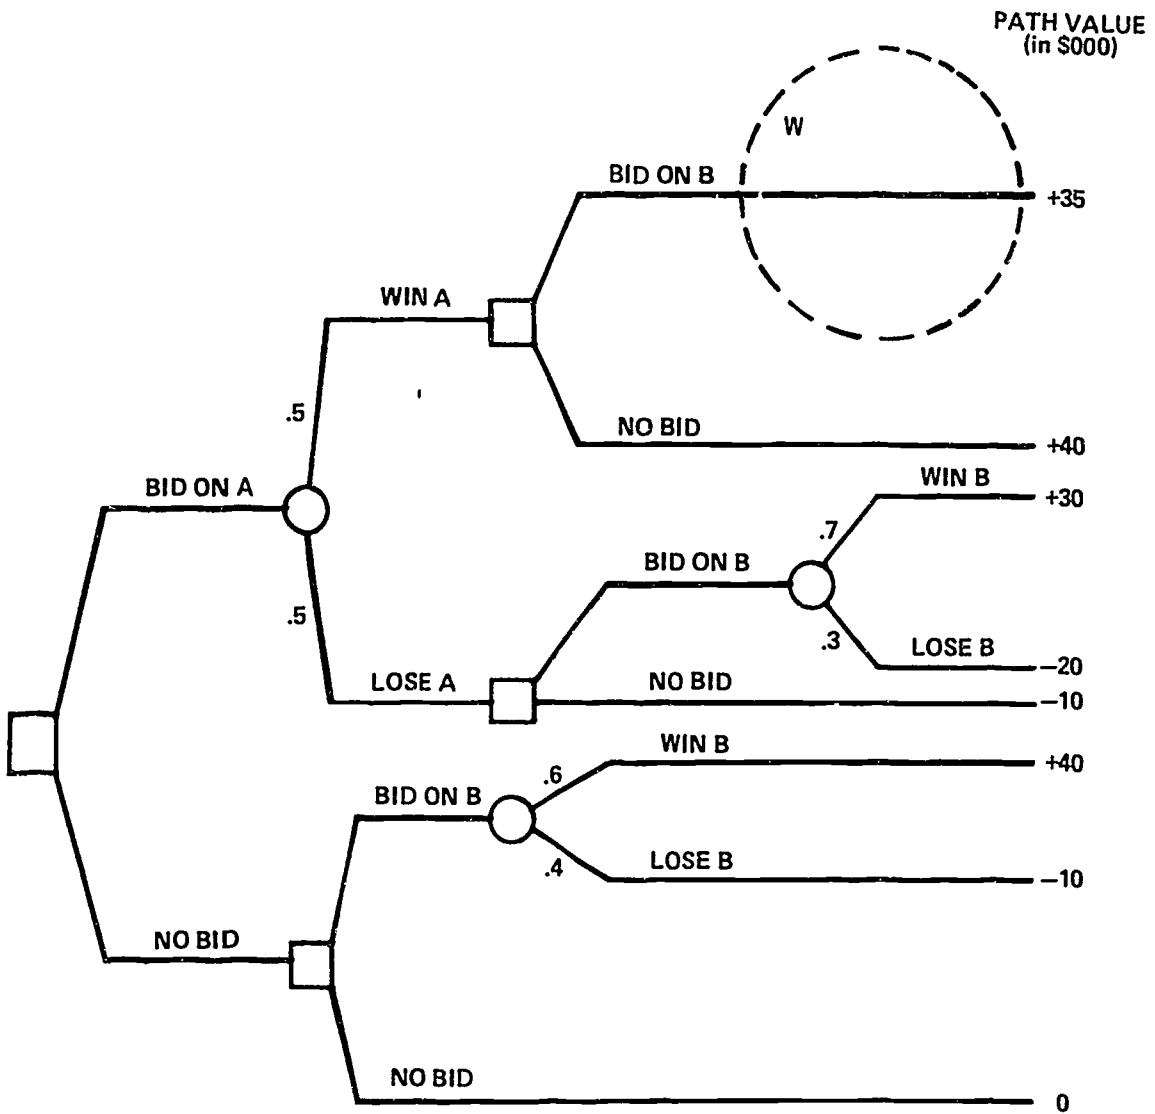 PATH VALUE
(in $000)
W
BID ON B
+35
WIN A
.5
NO BID
+40
WIN B
+30
BID ON A
.7
BID ON B
.5
.3
LOSE B
−20
LOSE A
NO BID
−10
WIN B
+40
.6
BID ON B
LOSE B
.4
−10
NO BID
NO BID
0